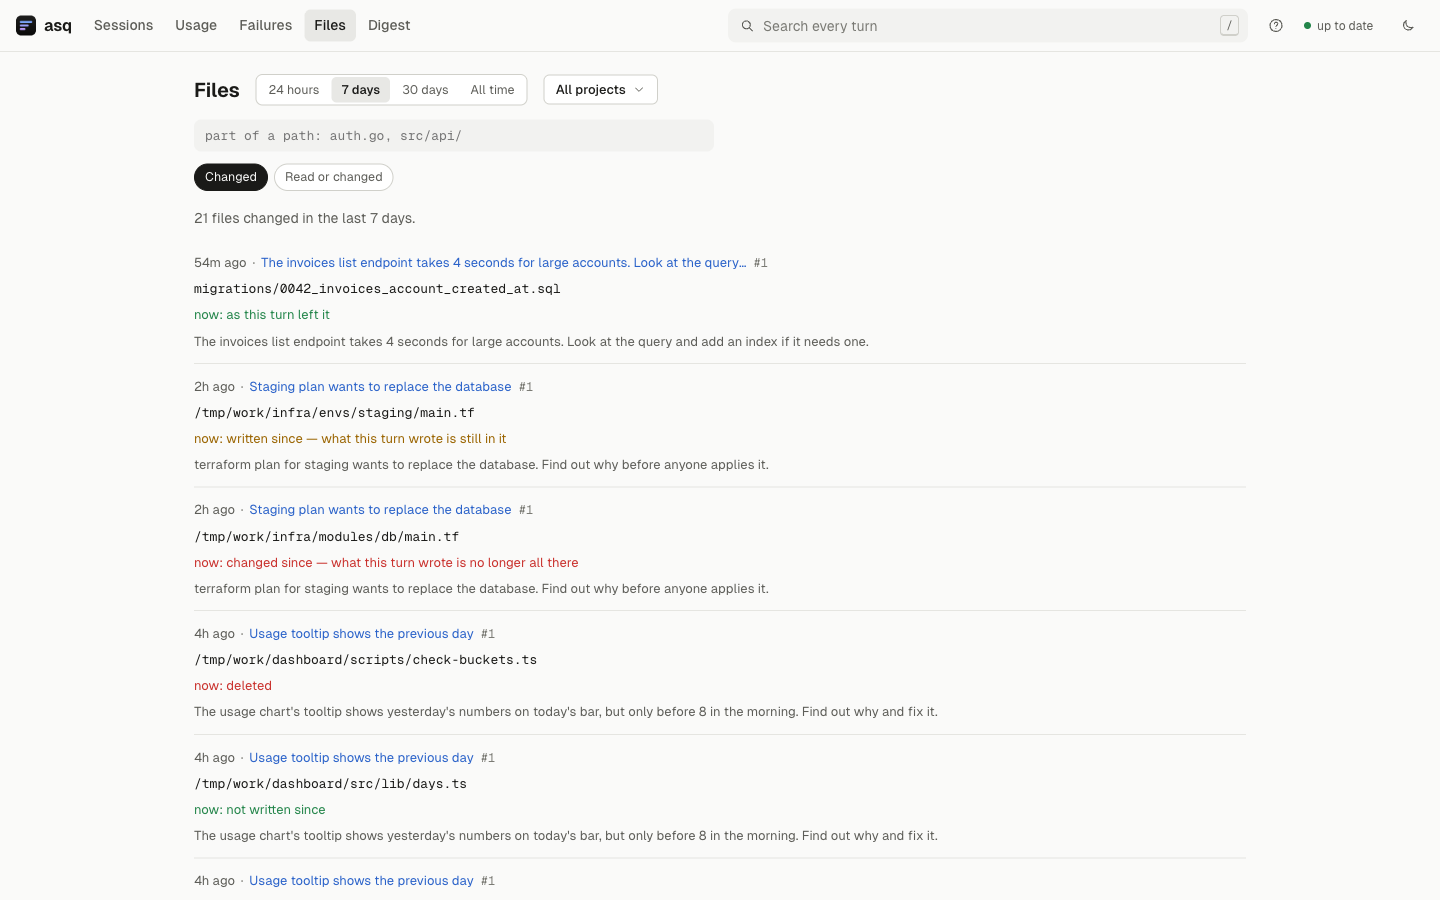 asq Sessions Usage Failures Files Digest Search every turn / up to date
Files 24 hours 7 days 30 days All time All projects
part of a path: auth.go, src/api/
Changed Read or changed
21 files changed in the last 7 days.
54m ago · The invoices list endpoint takes 4 seconds for large accounts. Look at the query… #1
migrations/0042_invoices_account_created_at.sql
now: as this turn left it
The invoices list endpoint takes 4 seconds for large accounts. Look at the query and add an index if it needs one.
2h ago · Staging plan wants to replace the database #1
/tmp/work/infra/envs/staging/main.tf
now: written since — what this turn wrote is still in it
terraform plan for staging wants to replace the database. Find out why before anyone applies it.
2h ago · Staging plan wants to replace the database #1
/tmp/work/infra/modules/db/main.tf
now: changed since — what this turn wrote is no longer all there
terraform plan for staging wants to replace the database. Find out why before anyone applies it.
4h ago · Usage tooltip shows the previous day #1
/tmp/work/dashboard/scripts/check-buckets.ts
now: deleted
The usage chart's tooltip shows yesterday's numbers on today's bar, but only before 8 in the morning. Find out why and fix it.
4h ago · Usage tooltip shows the previous day #1
/tmp/work/dashboard/src/lib/days.ts
now: not written since
The usage chart's tooltip shows yesterday's numbers on today's bar, but only before 8 in the morning. Find out why and fix it.
4h ago · Usage tooltip shows the previous day #1